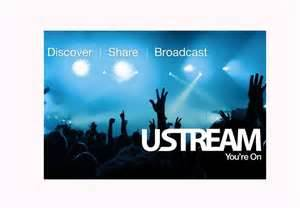 Discover | Share | Broadcast
USTREAM
You're On